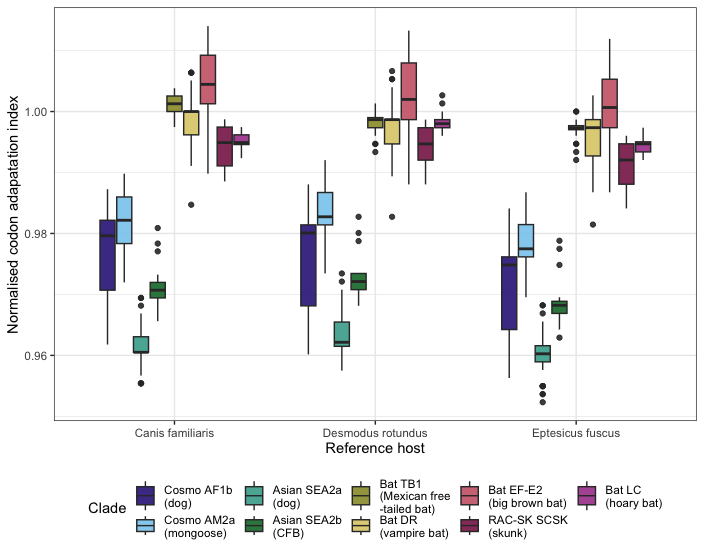 Normalised codon adapatation index
1.00
0.98
0.96
Canis familiaris
Desmodus rotundus
Eptesicus fuscus
Reference host
Clade
Cosmo AF1b
(dog)
Cosmo AM2a
(mongoose)
Asian SEA2a
(dog)
Asian SEA2b
(CFB)
Bat TB1
(Mexican free
-tailed bat)
Bat DR
(vampire bat)
Bat EF-E2
(big brown bat)
RAC-SK SCSK
(skunk)
Bat LC
(hoary bat)